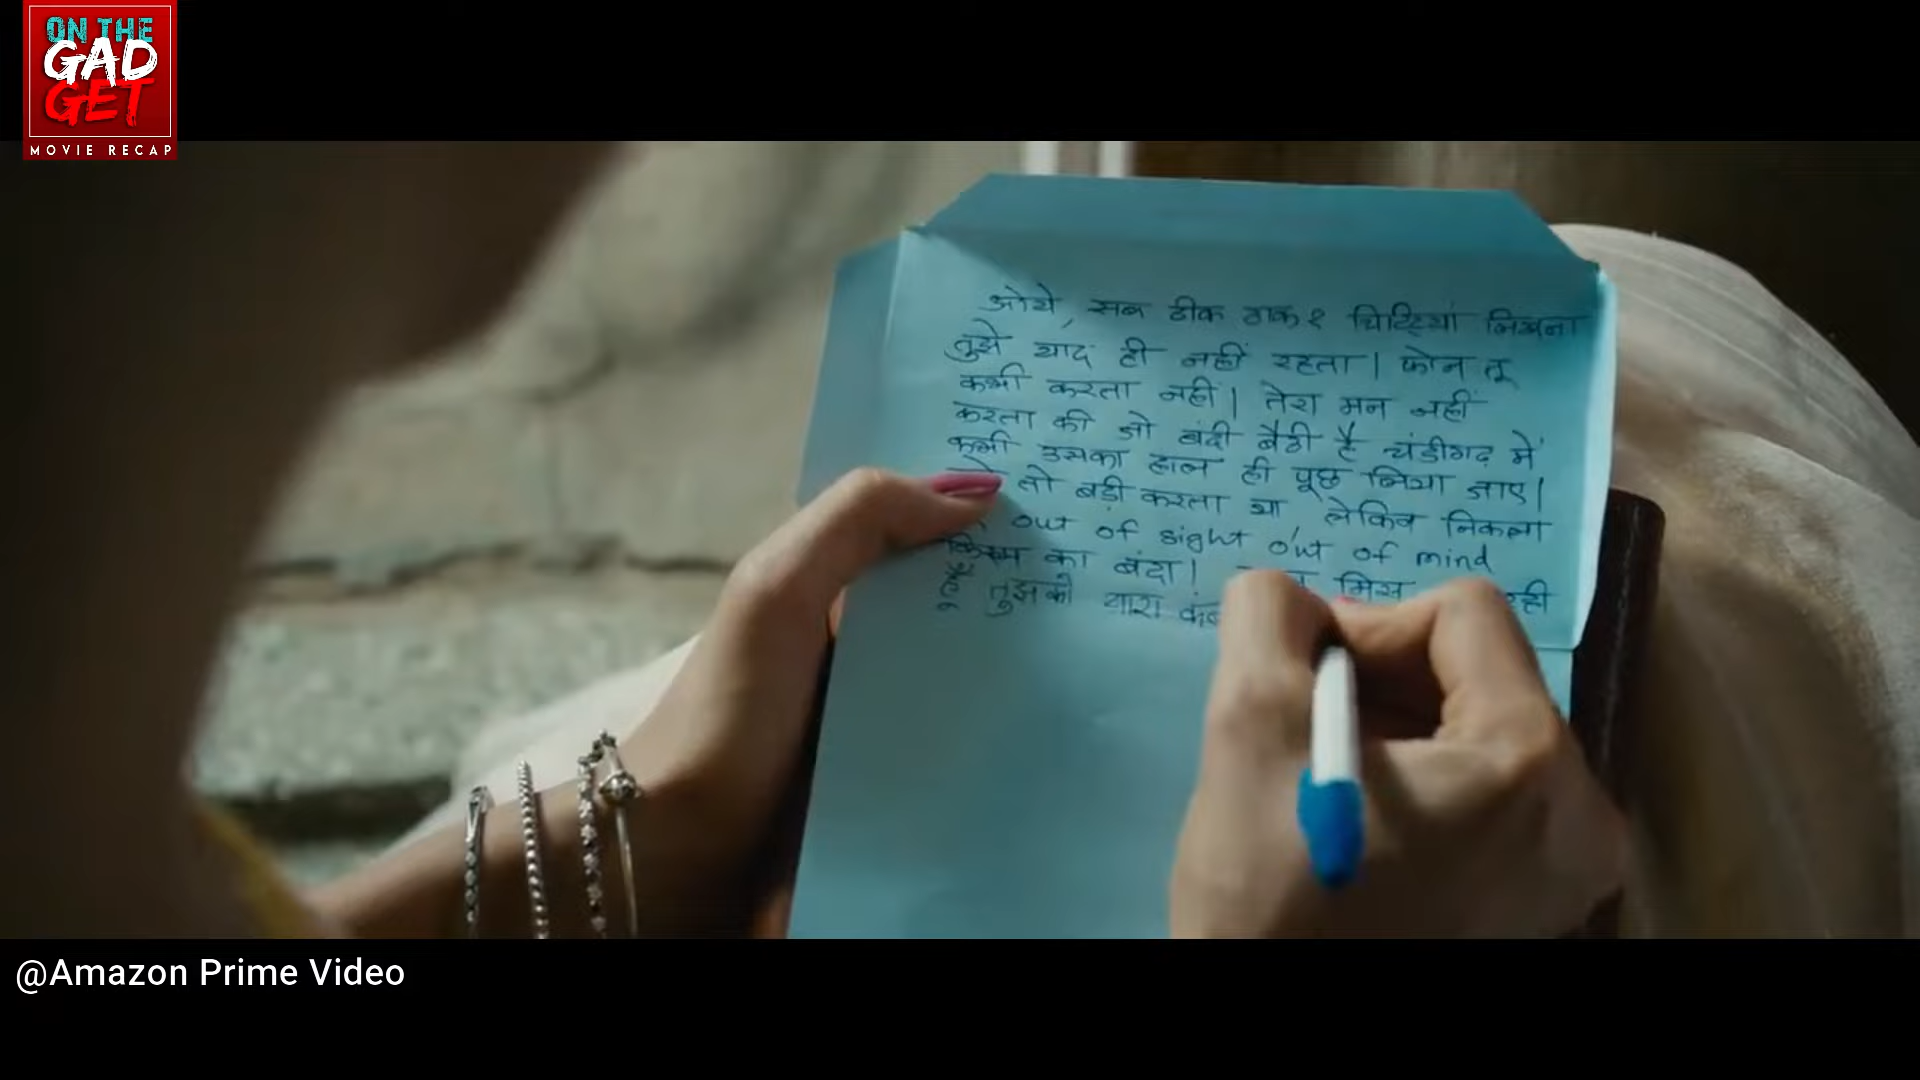 ON THE
GAD
GET
MOVIE RECAP
ओये, सब ठीक ठाक? चिट्ठियां लिखना
तुझे याद ही नहीं रहता। फोन तू
कभी करता नहीं। तेरा मन नहीं
करता की जो बंदी बैठी है चंडीगढ़ में
कभी उसका हाल ही पूछ लिया जाए।
तो बड़ी करता था लेकिन निकला
out of sight out of mind
किस्म का बंदा। मिस रही
हूँ तुझको यारा
@Amazon Prime Video